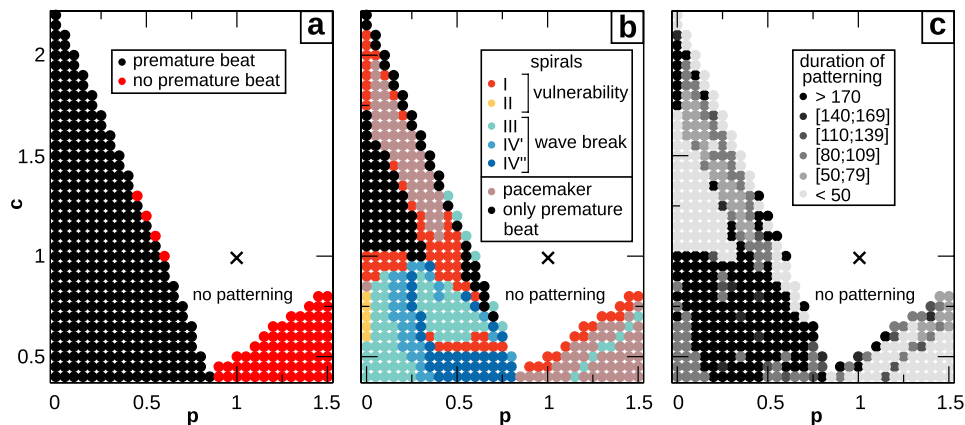 a
premature beat
no premature beat
no patterning
c
2
1.5
1
0.5
0
0.5
1
1.5
p
b
spirals
I
II
vulnerability
III
IV'
IV"
wave break
pacemaker
only premature
beat
no patterning
0
0.5
1
1.5
p
c
duration of
patterning
> 170
[140;169]
[110;139]
[80;109]
[50;79]
< 50
no patterning
0
0.5
1
1.5
p